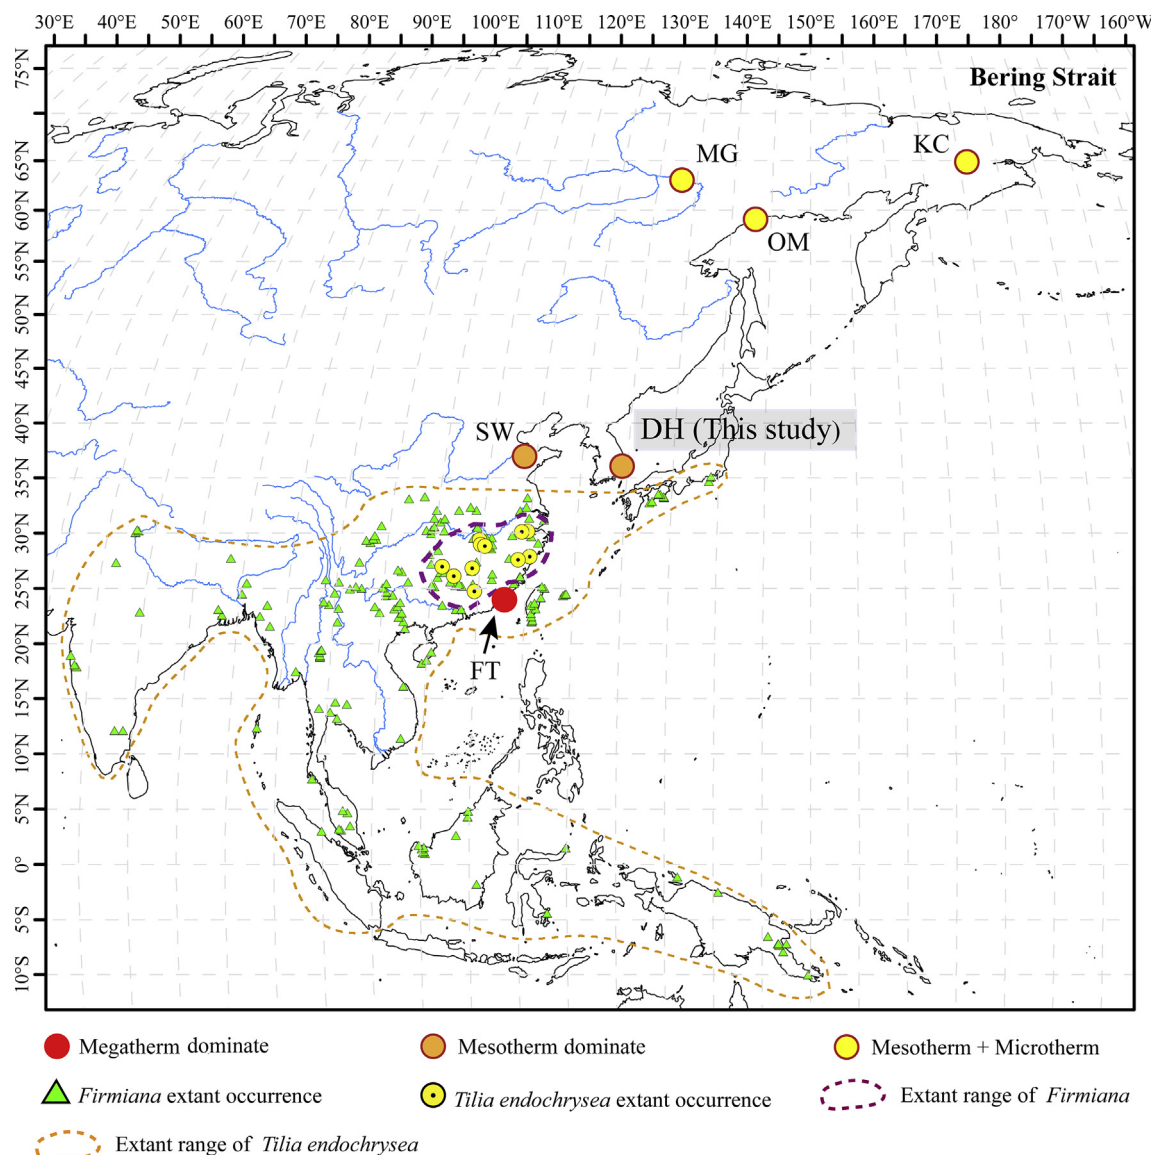 30°E 40°E 50°E 60°E 70°E 80°E 90°E 100°E 110°E 120°E 130°E 140°E 150°E 160°E 170°E 180° 170°W 160°W
75°N
65°N
60°N
55°N
50°N
45°N
40°N
35°N
30°N
25°N
20°N
15°N
10°N
5°N
0°
5°S
10°S
Bering Strait
MG
KC
OM
SW
DH (This study)
FT
Megatherm dominate
Mesotherm dominate
Mesotherm + Microtherm
Firmiana extant occurrence
Tilia endochrysea extant occurrence
Extant range of Firmiana
Extant range of Tilia endochrysea